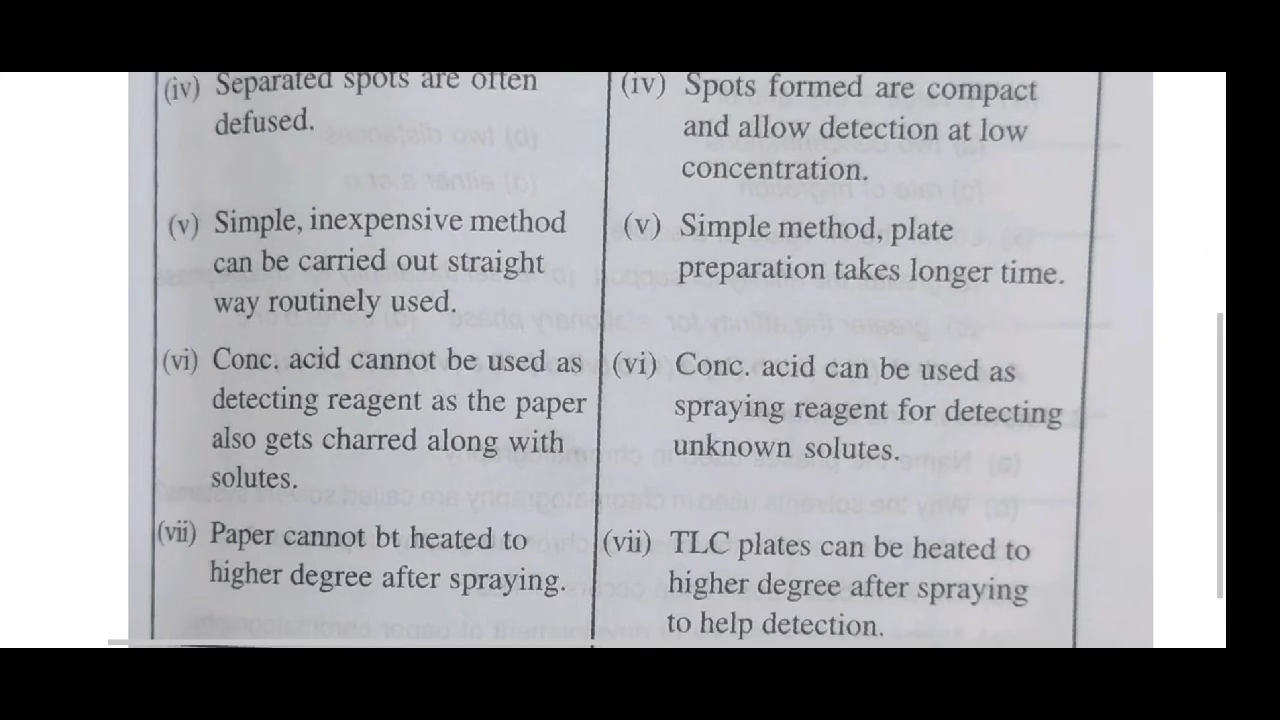 (iv) Separated spots are often
defused.
(v) Simple, inexpensive method
can be carried out straight
way routinely used.
(vi) Conc. acid cannot be used as
detecting reagent as the paper
also gets charred along with
solutes.
(vii) Paper cannot bt heated to
higher degree after spraying.
(iv) Spots formed are compact
and allow detection at low
concentration.
(v) Simple method, plate
preparation takes longer time.
(vi) Conc. acid can be used as
spraying reagent for detecting
unknown solutes.
(vii) TLC plates can be heated to
higher degree after spraying
to help detection.